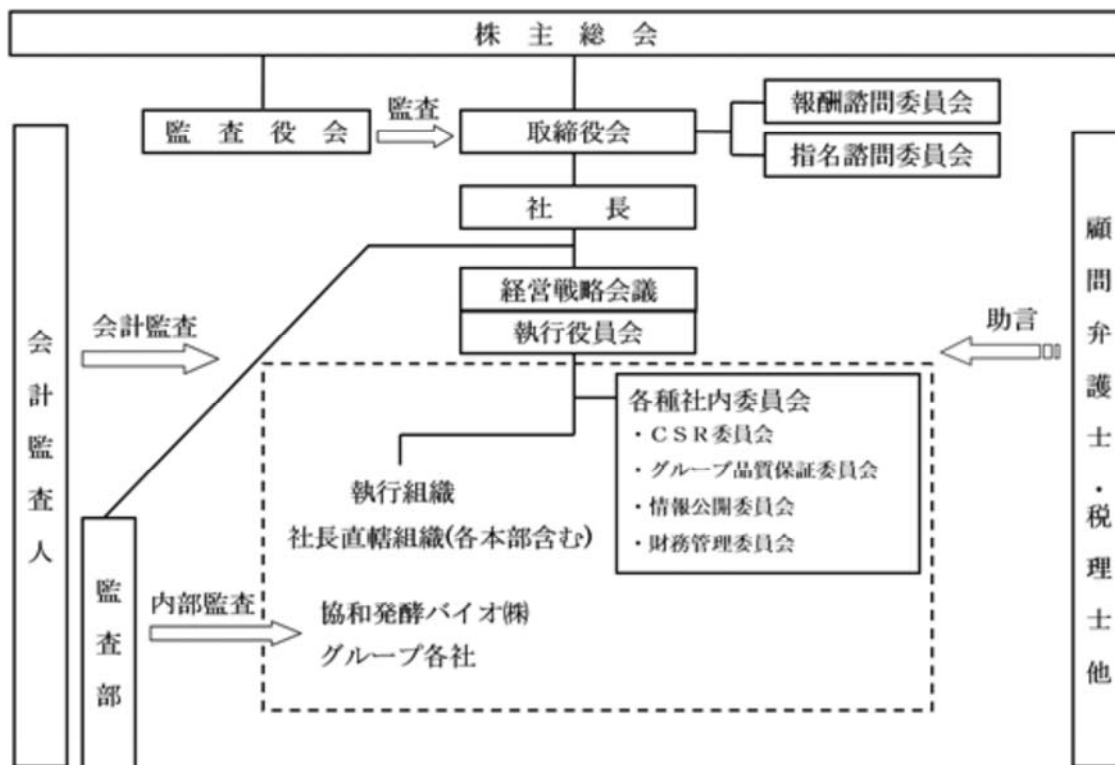 株主総会
監査役会
監査
取締役会
報酬諮問委員会
指名諮問委員会
社長
経営戦略会議
執行役員会
会計監査人
会計監査
助言
顧問弁護士・税理士他
各種社内委員会
・ＣＳＲ委員会
・グループ品質保証委員会
・情報公開委員会
・財務管理委員会
執行組織
社長直轄組織(各本部含む)
監査部
内部監査
協和発酵バイオ㈱
グループ各社